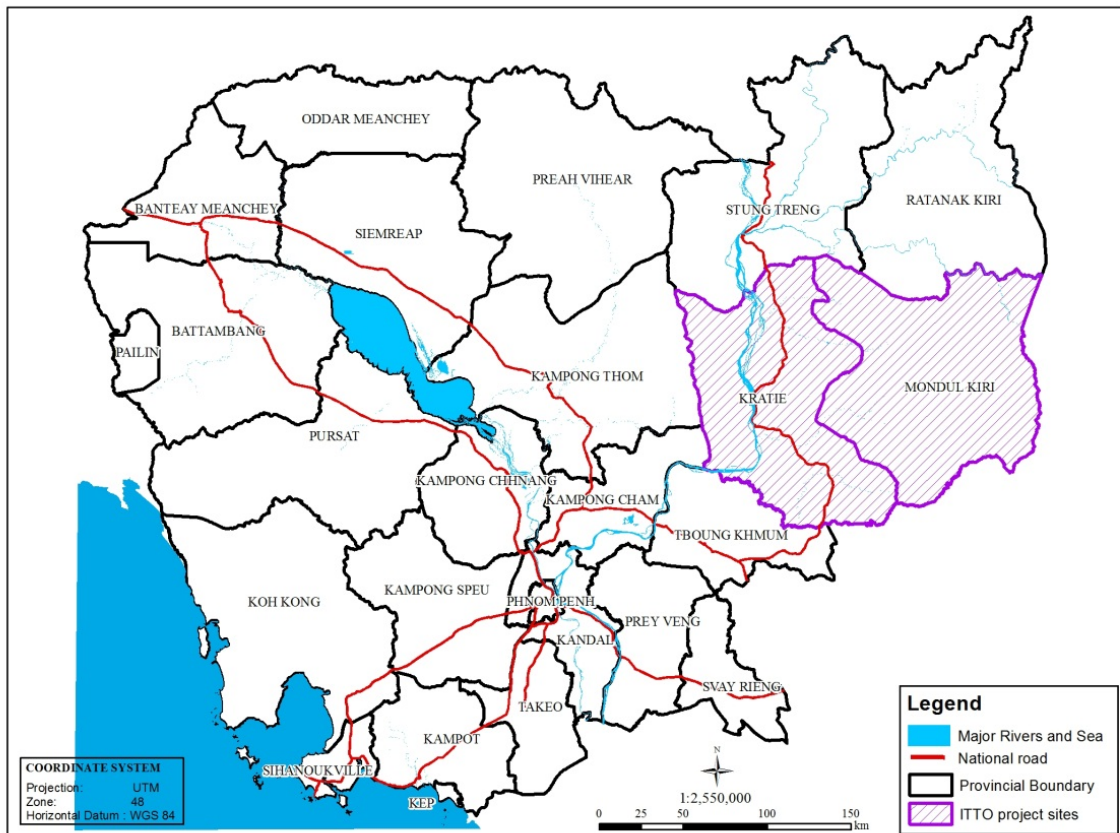 ODDAR MEANCHEY
PREAH VIHEAR
RATANAK KIRI
BANTEAY MEANCHEY
STUNG TRENG
SIEMREAP
BATTAMBANG
PAILIN
KAMPONG THOM
MONDUL KIRI
KRATIE
PURSAT
KAMPONG CHHNANG
KAMPONG CHAM
TBOUNG KHMUM
KOH KONG
KAMPONG SPEU
PHNOM PENH
PREY VENG
KANDAL
SVAY RIENG
TAKEO
KAMPOT
SIHANOUKVILLE
KEP
COORDINATE SYSTEM
Projection: UTM
Zone: 48
Horizontal Datum : WGS 84
N
1:2,550,000
0 25 50 100 150
km
Legend
Major Rivers and Sea
National road
Provincial Boundary
ITTO project sites